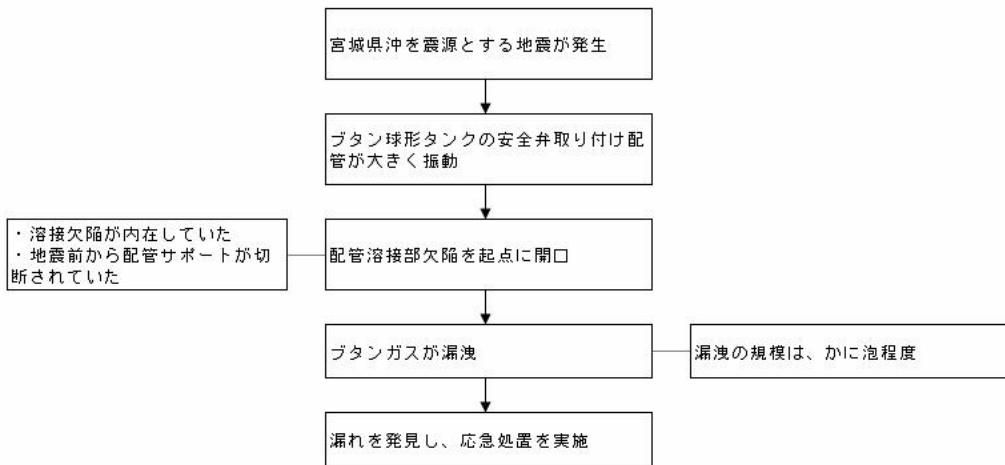 宮城県沖を震源とする地震が発生
ブタン球形タンクの安全弁取り付け配
管が大きく振動
・溶接欠陥が内在していた
・地震前から配管サポートが切
断されていた
配管溶接部欠陥を起点に開口
ブタンガスが漏洩
漏洩の規模は、かに泡程度
漏れを発見し、応急処置を実施